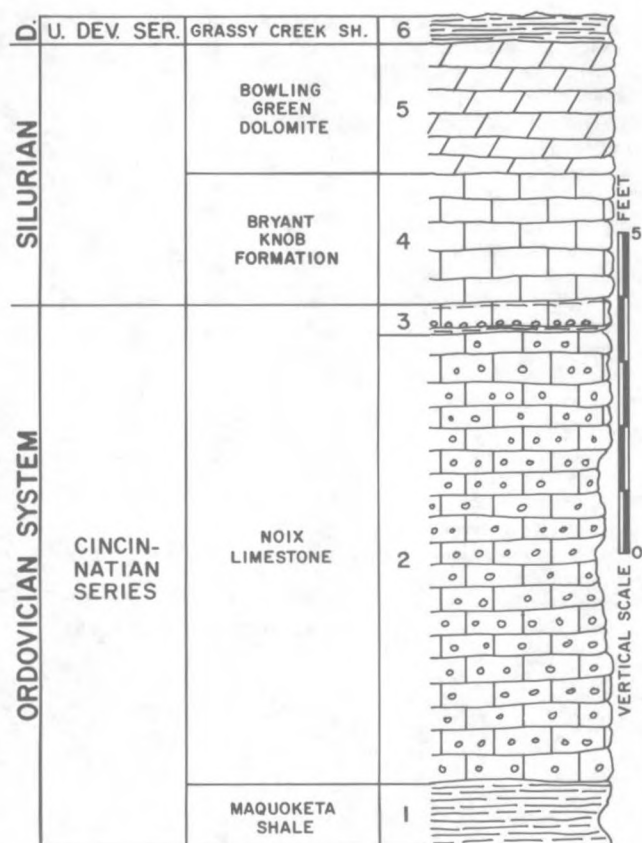 D.
U. DEV. SER.
GRASSY CREEK SH.
6
SILURIAN
BOWLING
GREEN
DOLOMITE
5
BRYANT
KNOB
FORMATION
4
ORDOVICIAN SYSTEM
CINCIN-
NATIAN
SERIES
3
NOIX
LIMESTONE
2
MAQUOKETA
SHALE
1
FEET
5
0
VERTICAL SCALE